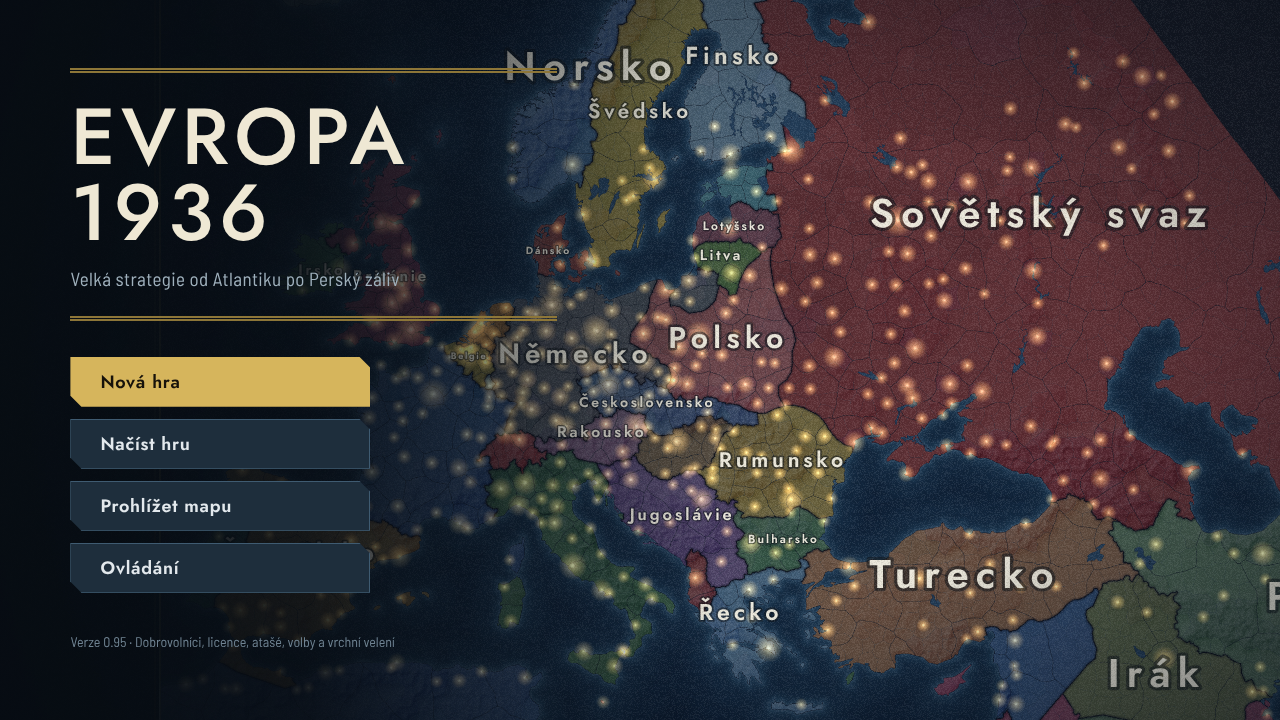 EVROPA
1936
Velká strategie od Atlantiku po Perský záliv
Nová hra
Načíst hru
Prohlížet mapu
Ovládání
Verze 0.95 · Dobrovolníci, licence, atašé, volby a vrchní velení
Norsko
Finsko
Švédsko
Sovětský svaz
Lotyšsko
Dánsko
Litva
Polsko
Belgie
Německo
Československo
Rakousko
Rumunsko
Jugoslávie
Bulharsko
Turecko
Řecko
Irák